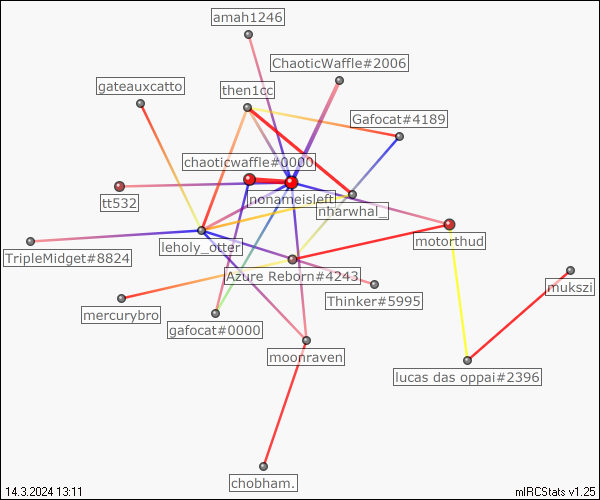 amah1246
ChaoticWaffle#2006
gateauxcatto
then1cc
Gafocat#4189
chaoticwaffle#0000
nonameisleft
tt532
nharwhal_
motorthud
leholy_otter
TripleMidget#8824
Azure Reborn#4243
Thinker#5995
mukszi
mercurybro
gafocat#0000
moonraven
lucas das oppai#2396
chobham.
14.3.2024 13:11
mIRCStats v1.25